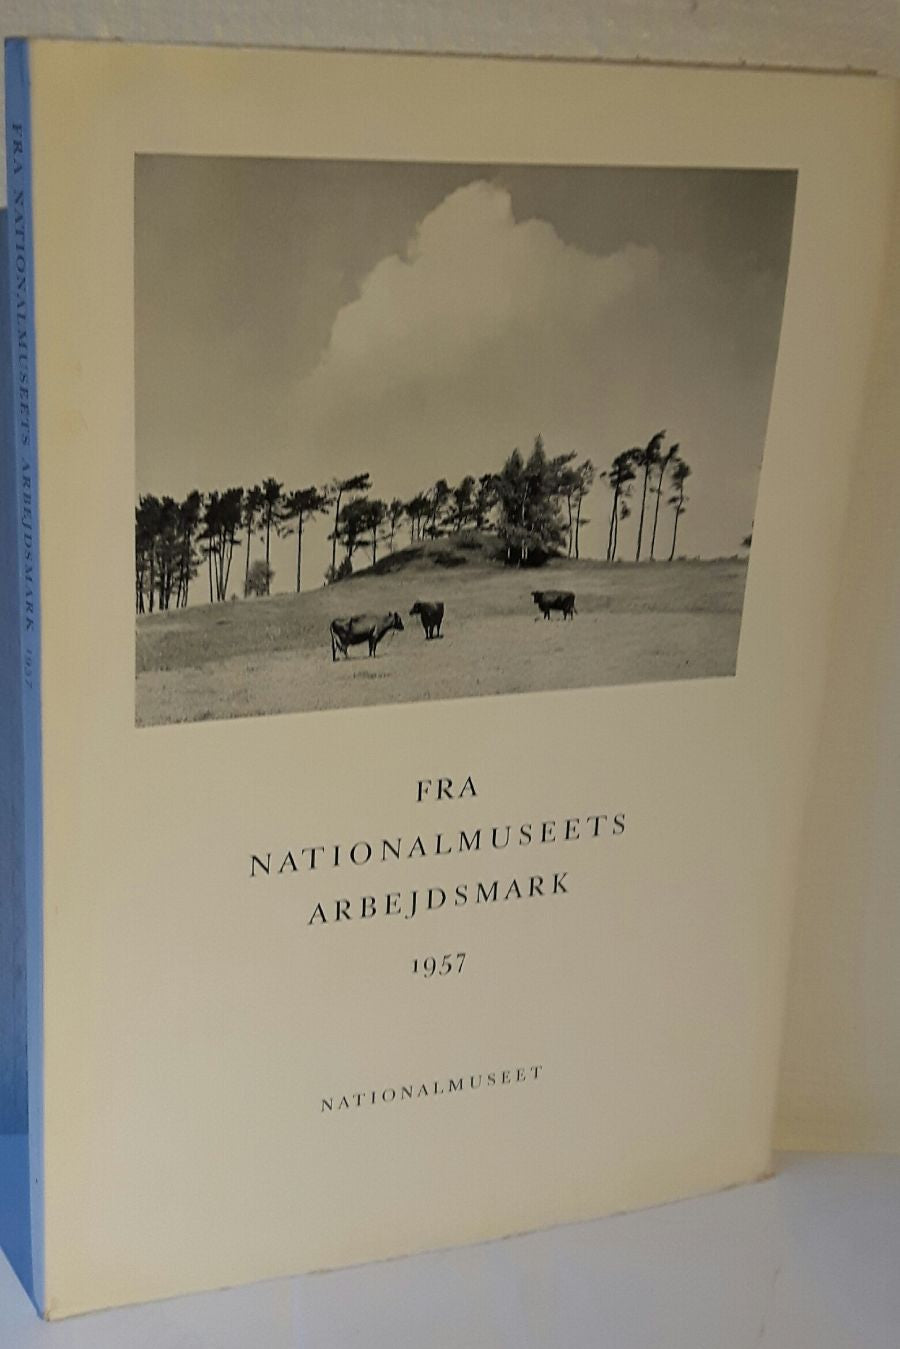 FRA NATIONALMUSEETS ARBEJDSMARK 1957
FRA
NATIONALMUSEETS
ARBEJDSMARK
1957
NATIONALMUSEET